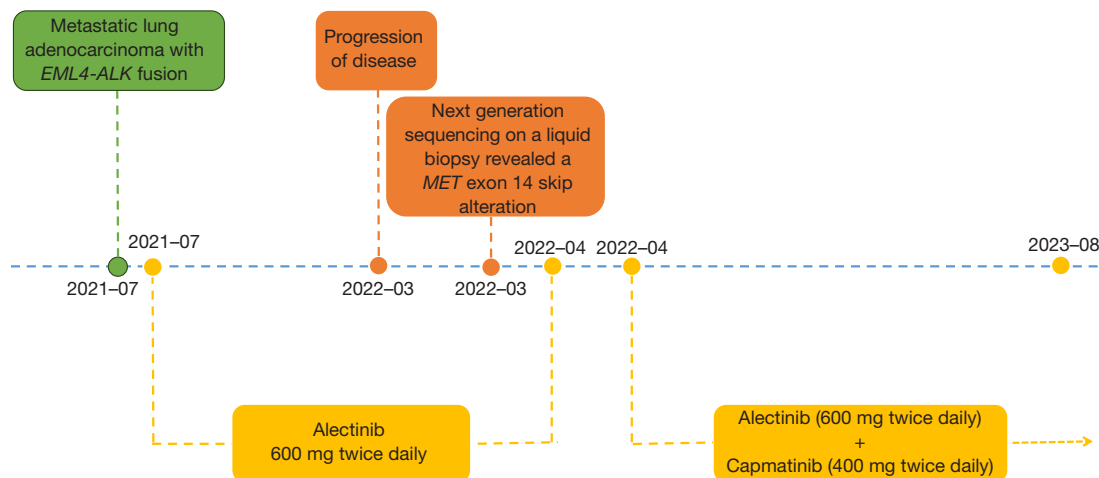 Metastatic lung
adenocarcinoma with
EML4-ALK fusion
Progression
of disease
Next generation
sequencing on a liquid
biopsy revealed a
MET exon 14 skip
alteration
2021–07
2021–07
2022–03
2022–03
2022–04
2022–04
2023–08
Alectinib
600 mg twice daily
Alectinib (600 mg twice daily)
+
Capmatinib (400 mg twice daily)